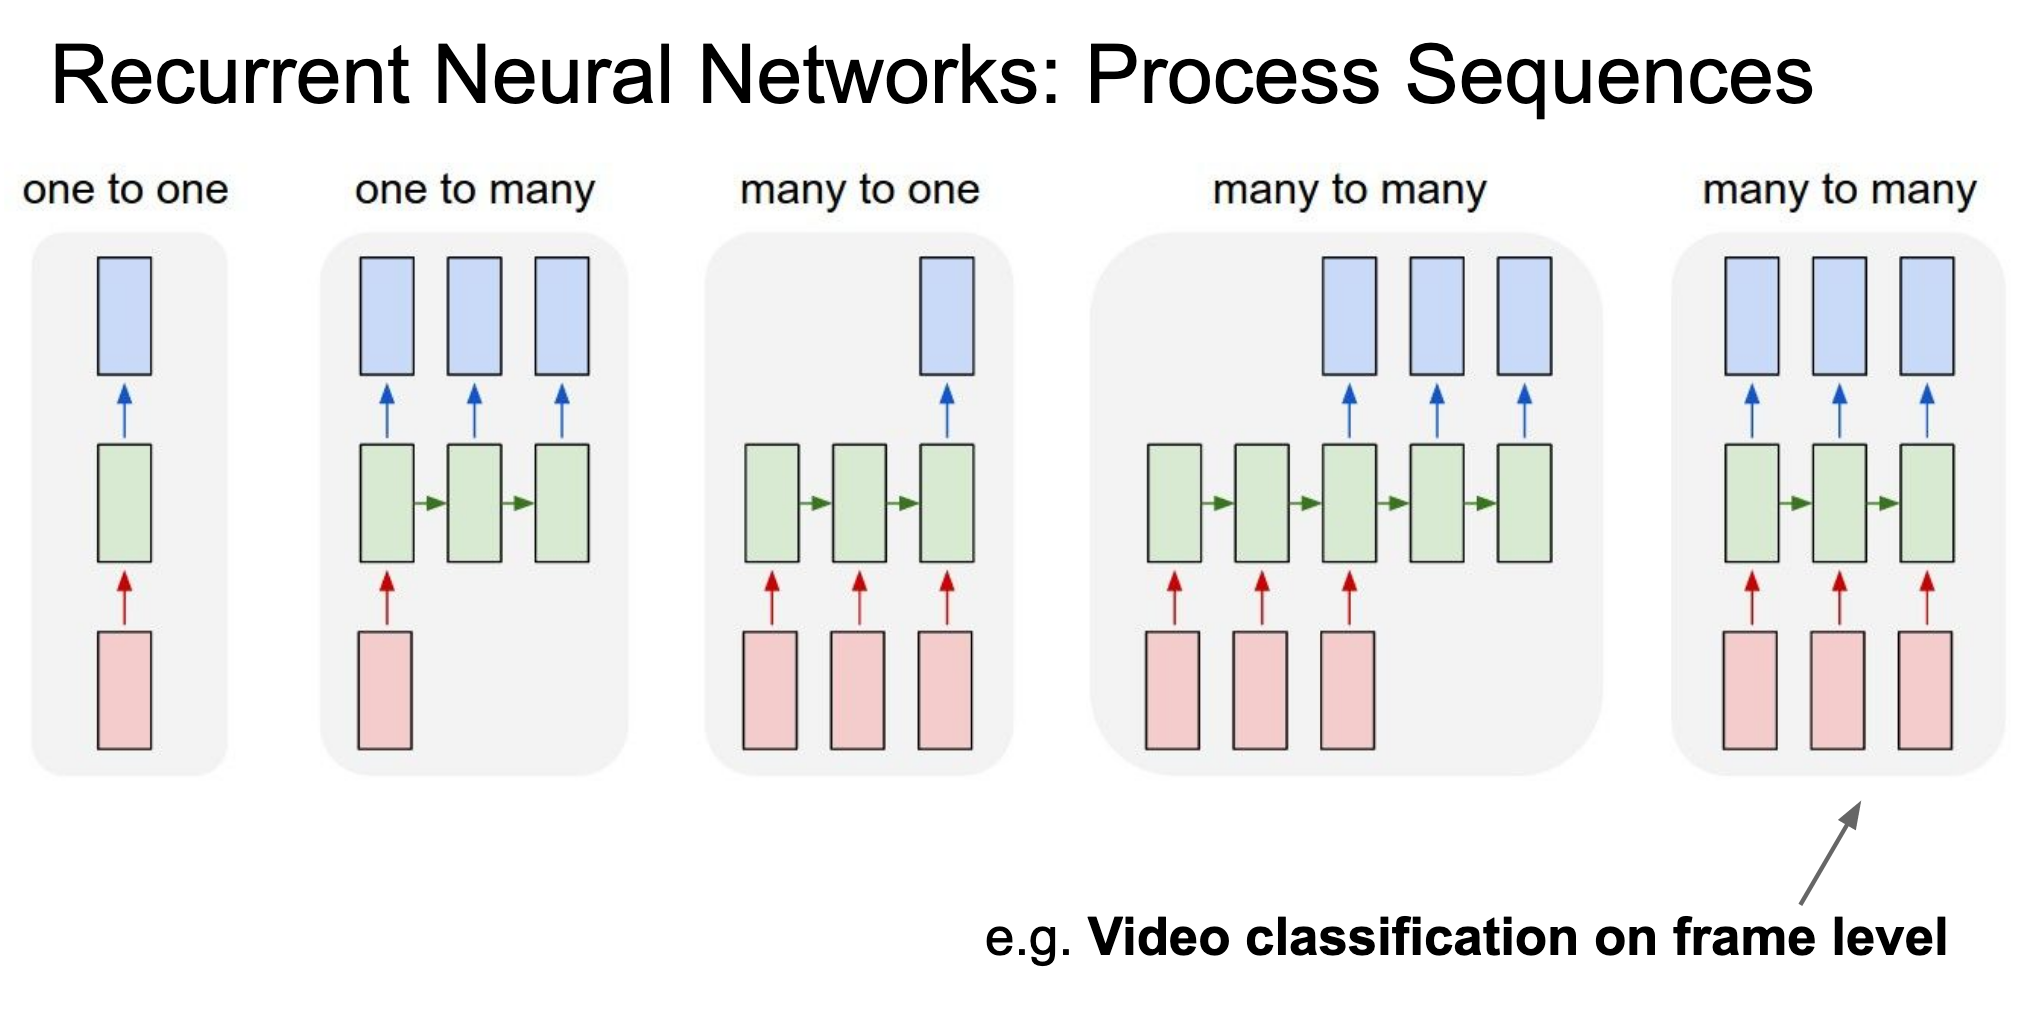 Recurrent Neural Networks: Process Sequences
one to one
one to many
many to one
many to many
many to many
e.g. Video classification on frame level